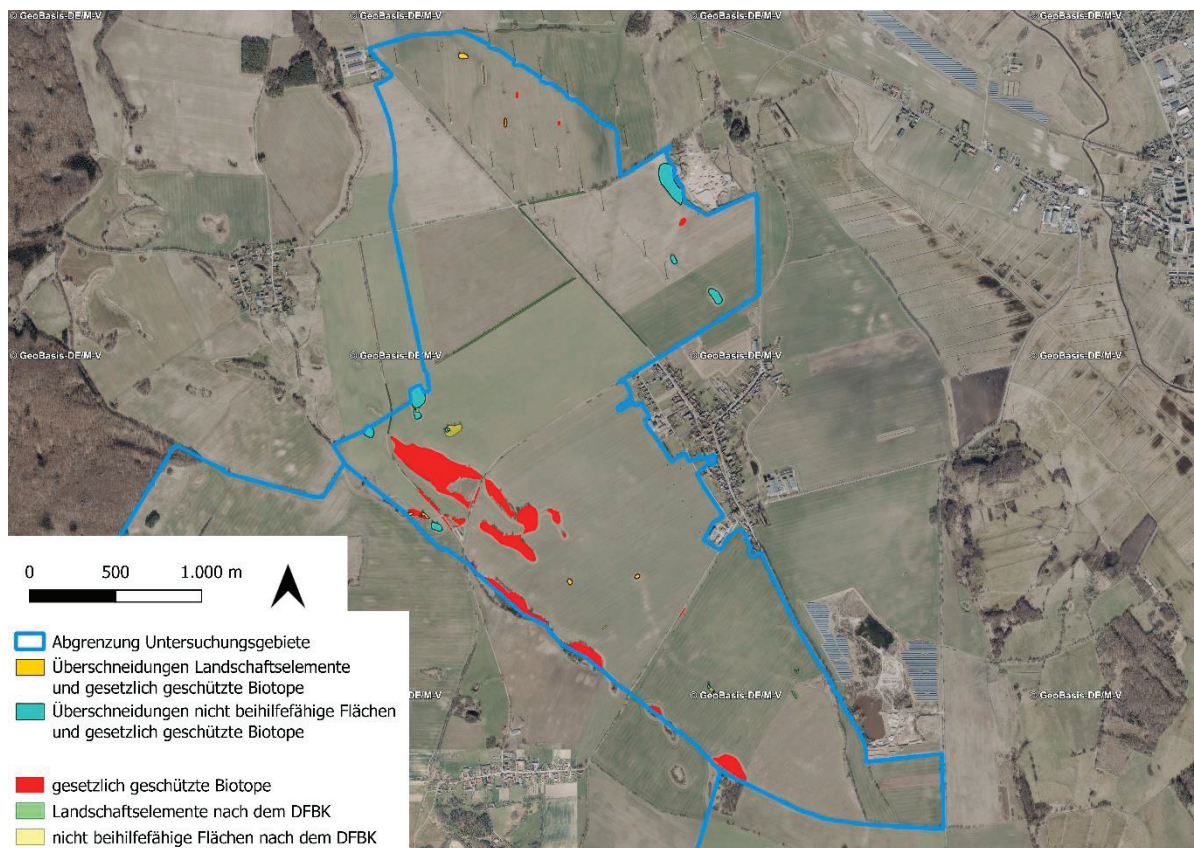 © GeoBasis-DE/M-V
© GeoBasis-DE/M-V
© GeoBasis-DE/M-V
© GeoBasis-DE/M-V
© GeoBasis-DE/M-V
© GeoBasis-DE/M-V
© GeoBasis-DE/M-V
© GeoBasis-DE/M-V
© GeoBasis-DE/M-V
© GeoBasis-DE/M-V
© GeoBasis-DE/M-V
0 500 1.000 m
Abgrenzung Untersuchungsgebiete
Überschneidungen Landschaftselemente
und gesetzlich geschützte Biotope
Überschneidungen nicht beihilfefähige Flächen
und gesetzlich geschützte Biotope
gesetzlich geschützte Biotope
Landschaftselemente nach dem DFBK
nicht beihilfefähige Flächen nach dem DFBK